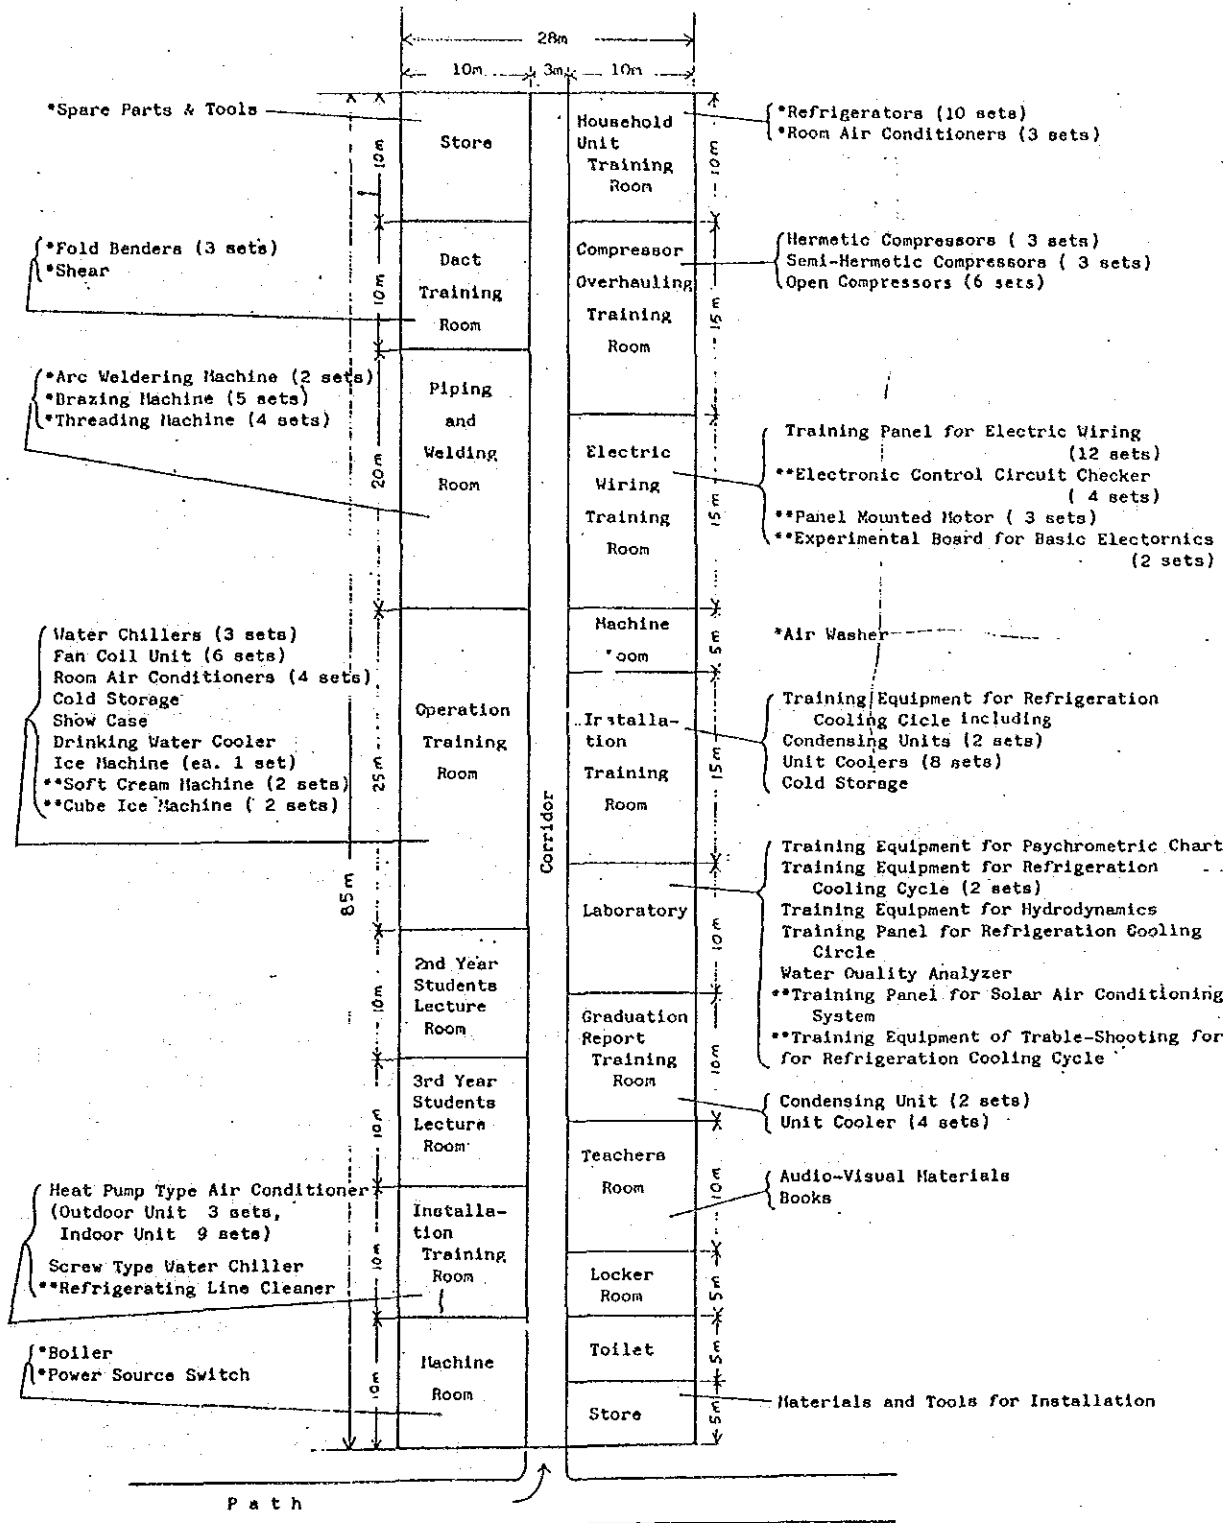 28m
10m
3m
10m
*Spare Parts & Tools
Store
10m
Household
Unit
Training
Room
10m
*Refrigerators (10 sets)
*Room Air Conditioners (3 sets)
*Fold Benders (3 sets)
*Shear
Dact
Training
Room
10m
Compressor
Overhauling
Training
Room
15m
Hermetic Compressors ( 3 sets)
Semi-Hermetic Compressors ( 3 sets)
Open Compressors (6 sets)
*Arc Weldering Machine (2 sets)
*Brazing Machine (5 sets)
*Threading Machine (4 sets)
Piping
and
Welding
Room
20m
Electric
Wiring
Training
Room
15m
Training Panel for Electric Wiring
(12 sets)
**Electronic Control Circuit Checker
( 4 sets)
**Panel Mounted Motor ( 3 sets)
**Experimental Board for Basic Electornics
(2 sets)
Water Chillers (3 sets)
Fan Coil Unit (6 sets)
Room Air Conditioners (4 sets)
Cold Storage
Show Case
Drinking Water Cooler
Ice Machine (ea. 1 set)
**Soft Cream Machine (2 sets)
**Cube Ice Machine ( 2 sets)
Operation
Training
Room
25m
85m
Corridor
Machine
oom
5m
*Air Washer
Installa-
tion
Training
Room
15m
Training Equipment for Refrigeration
Cooling Cicle including
Condensing Units (2 sets)
Unit Coolers (8 sets)
Cold Storage
Laboratory
10m
Training Equipment for Psychrometric Chart
Training Equipment for Refrigeration
Cooling Cycle (2 sets)
Training Equipment for Hydrodynamics
Training Panel for Refrigeration Cooling
Circle
Water Quality Analyzer
**Training Panel for Solar Air Conditioning
System
**Training Equipment of Trable-Shooting for
for Refrigeration Cooling Cycle
2nd Year
Students
Lecture
Room
10m
Graduation
Report
Training
Room
10m
Condensing Unit (2 sets)
Unit Cooler (4 sets)
3rd Year
Students
Lecture
Room
10m
Teachers
Room
10m
Audio-Visual Materials
Books
Heat Pump Type Air Conditioner
(Outdoor Unit 3 sets,
Indoor Unit 9 sets)
Screw Type Water Chiller
**Refrigerating Line Cleaner
Installa-
tion
Training
Room
10m
Locker
Room
5m
*Boiler
*Power Source Switch
Machine
Room
10m
Toilet
5m
Store
5m
Materials and Tools for Installation
Path